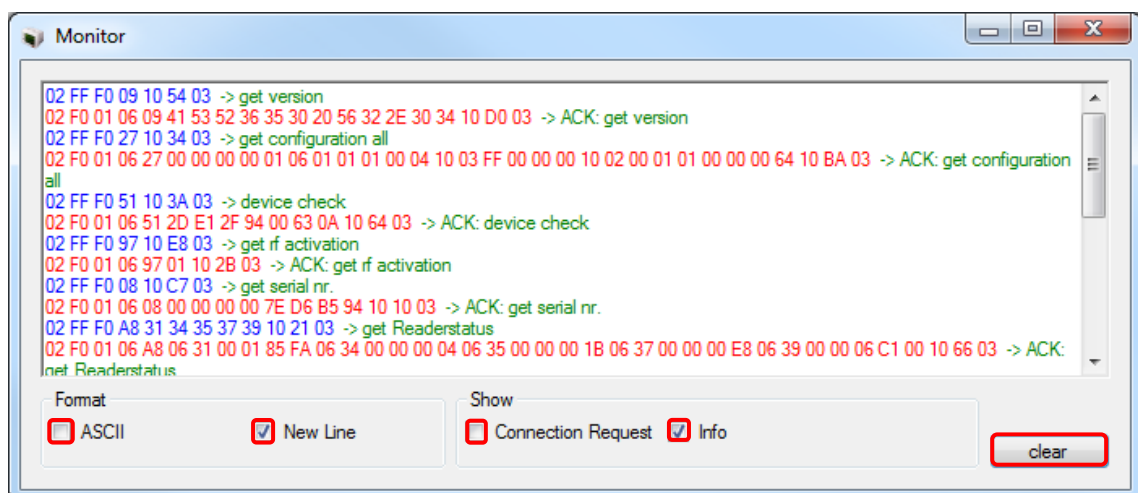 Monitor
02 FF F0 09 10 54 03 -> get version
02 F0 01 06 09 41 53 52 36 35 30 20 56 32 2E 30 34 10 D0 03 -> ACK: get version
02 FF F0 27 10 34 03 -> get configuration all
02 F0 01 06 27 00 00 00 00 01 06 01 01 01 00 04 10 03 FF 00 00 00 10 02 00 01 01 00 00 00 64 10 BA 03 -> ACK: get configuration
all
02 FF F0 51 10 3A 03 -> device check
02 F0 01 06 51 2D E1 2F 94 00 63 0A 10 64 03 -> ACK: device check
02 FF F0 97 10 E8 03 -> get rf activation
02 F0 01 06 97 01 10 2B 03 -> ACK: get rf activation
02 FF F0 08 10 C7 03 -> get serial nr.
02 F0 01 06 08 00 00 00 00 7E D6 B5 94 10 10 03 -> ACK: get serial nr.
02 FF F0 A8 31 34 35 37 39 10 21 03 -> get Readerstatus
02 F0 01 06 A8 06 31 00 01 85 FA 06 34 00 00 00 04 06 35 00 00 00 1B 06 37 00 00 00 E8 06 39 00 00 06 C1 00 10 66 03 -> ACK:
get Readerstatus
Format
Show
ASCII
New Line
Connection Request
Info
clear